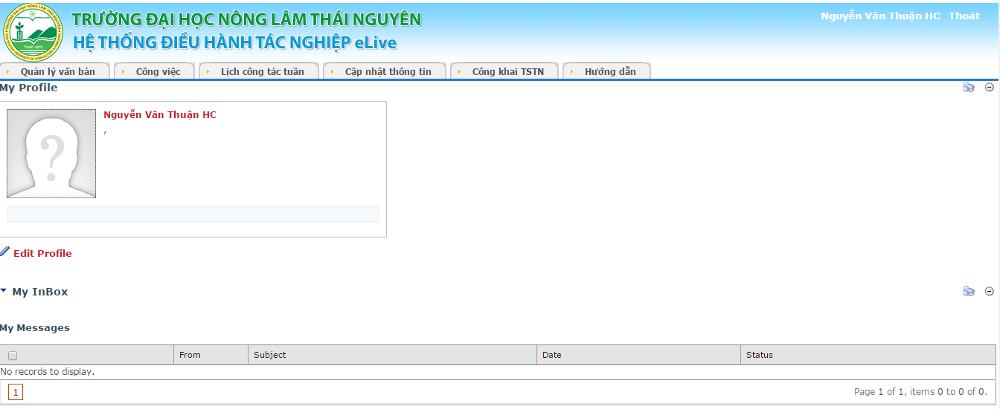 TRƯỜNG ĐẠI HỌC NÔNG LÂM THÁI NGUYÊN
HỆ THỐNG ĐIỀU HÀNH TÁC NGHIỆP eLive
Nguyễn Văn Thuận HC Thoát
Quản lý văn bản Công việc Lịch công tác tuần Cập nhật thông tin Công khai TSTN Hướng dẫn
My Profile
Nguyễn Văn Thuận HC
,
Edit Profile
My InBox
My Messages
From Subject Date Status
No records to display.
1 Page 1 of 1, items 0 to 0 of 0.